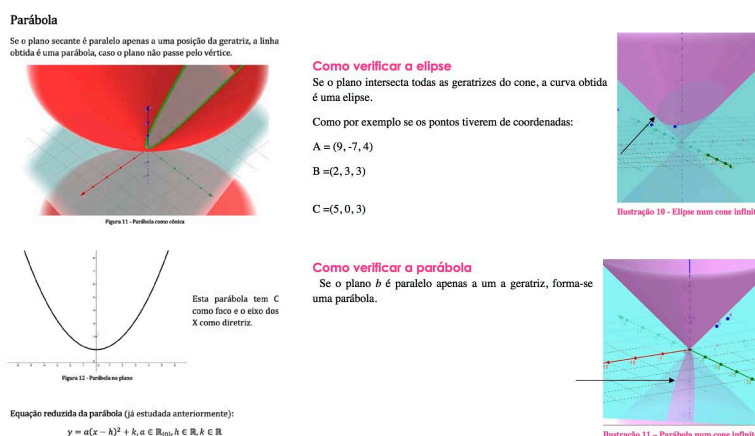 Parábola
Se o plano secante é paralelo apenas a uma posição da geratriz, a linha
obtida é uma parábola, caso o plano não passe pelo vértice.
Figura 11 - Parábola como cónica
Esta parábola tem C
como foco e o eixo dos
X como diretriz.
Figura 12 - Parábola no plano
Equação reduzida da parábola (já estudada anteriormente):
y = a(x − h)² + k, a ∈ ℝ\{0}, h ∈ ℝ, k ∈ ℝ
Como verificar a elipse
Se o plano intersecta todas as geratrizes do cone, a curva obtida
é uma elipse.
Como por exemplo se os pontos tiverem de coordenadas:
A = (9, -7, 4)
B =(2, 3, 3)
C =(5, 0, 3)
Ilustração 10 - Elipse num cone infinit
Como verificar a parábola
Se o plano b é paralelo apenas a um a geratriz, forma-se
uma parábola.
Ilustração 11 – Parábola num cone infinit